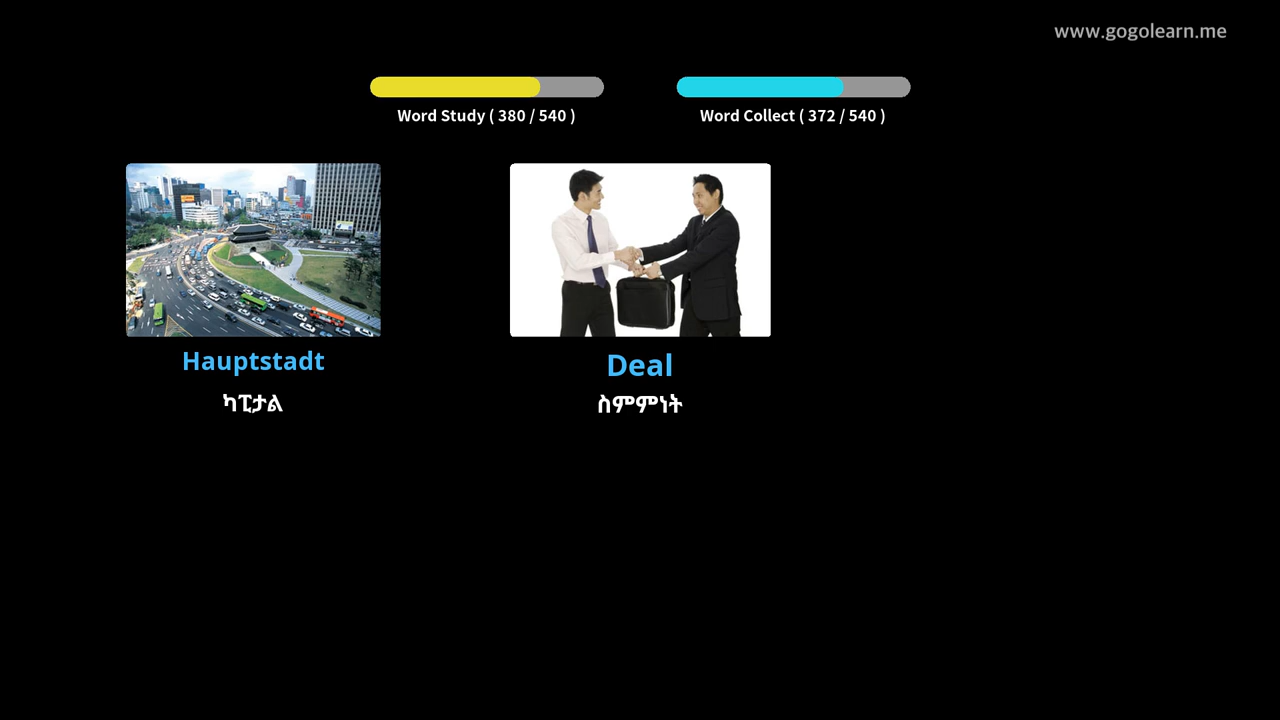 www.gogolearn.me
Word Study ( 380 / 540 )
Word Collect ( 372 / 540 )
Hauptstadt
ካፒታል
Deal
ስምምነት